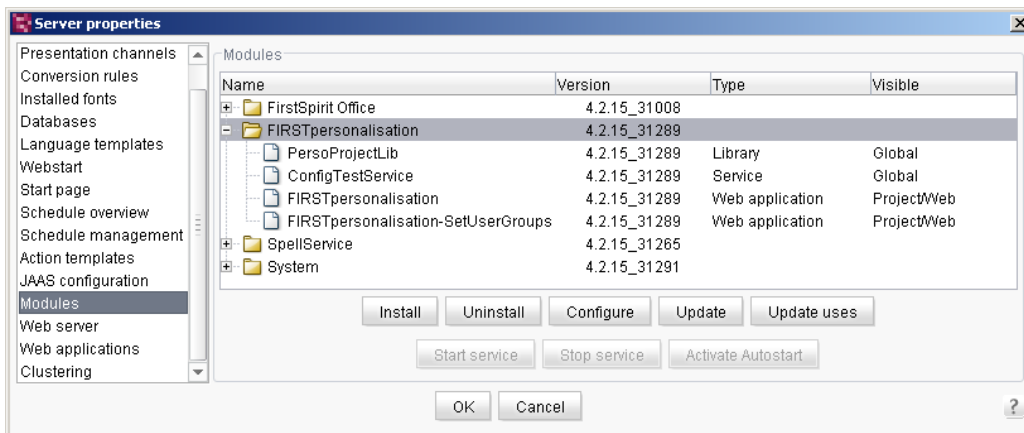 Server properties
Presentation channels
Conversion rules
Installed fonts
Databases
Language templates
Webstart
Start page
Schedule overview
Schedule management
Action templates
JAAS configuration
Modules
Web server
Web applications
Clustering
Modules
Name Version Type Visible
FirstSpirit Office 4.2.15_31008
FIRSTpersonalisation 4.2.15_31289
PersoProjectLib 4.2.15_31289 Library Global
ConfigTestService 4.2.15_31289 Service Global
FIRSTpersonalisation 4.2.15_31289 Web application Project/Web
FIRSTpersonalisation-SetUserGroups 4.2.15_31289 Web application Project/Web
SpellService 4.2.15_31265
System 4.2.15_31291
Install Uninstall Configure Update Update uses
Start service Stop service Activate Autostart
OK Cancel ?